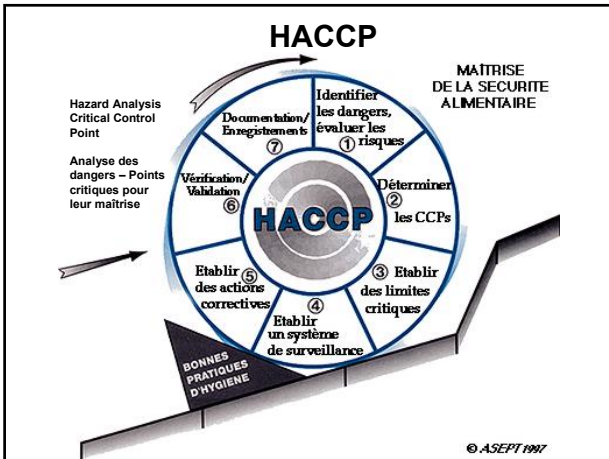 HACCP
MAÎTRISE
DE LA SECURITE
ALIMENTAIRE
Hazard Analysis
Critical Control
Point
Analyse des
dangers – Points
critiques pour
leur maîtrise
Identifier
les dangers,
évaluer les
risques
①
Déterminer
②
les CCPs
③ Etablir
des limites
critiques
④
Etablir
un système
de surveillance
Etablir ⑤
des actions
correctives
Vérification/
Validation
⑥
Documentation/
Enregistrements
⑦
HACCP
BONNES
PRATIQUES
D'HYGIENE
© ASEPT 1997